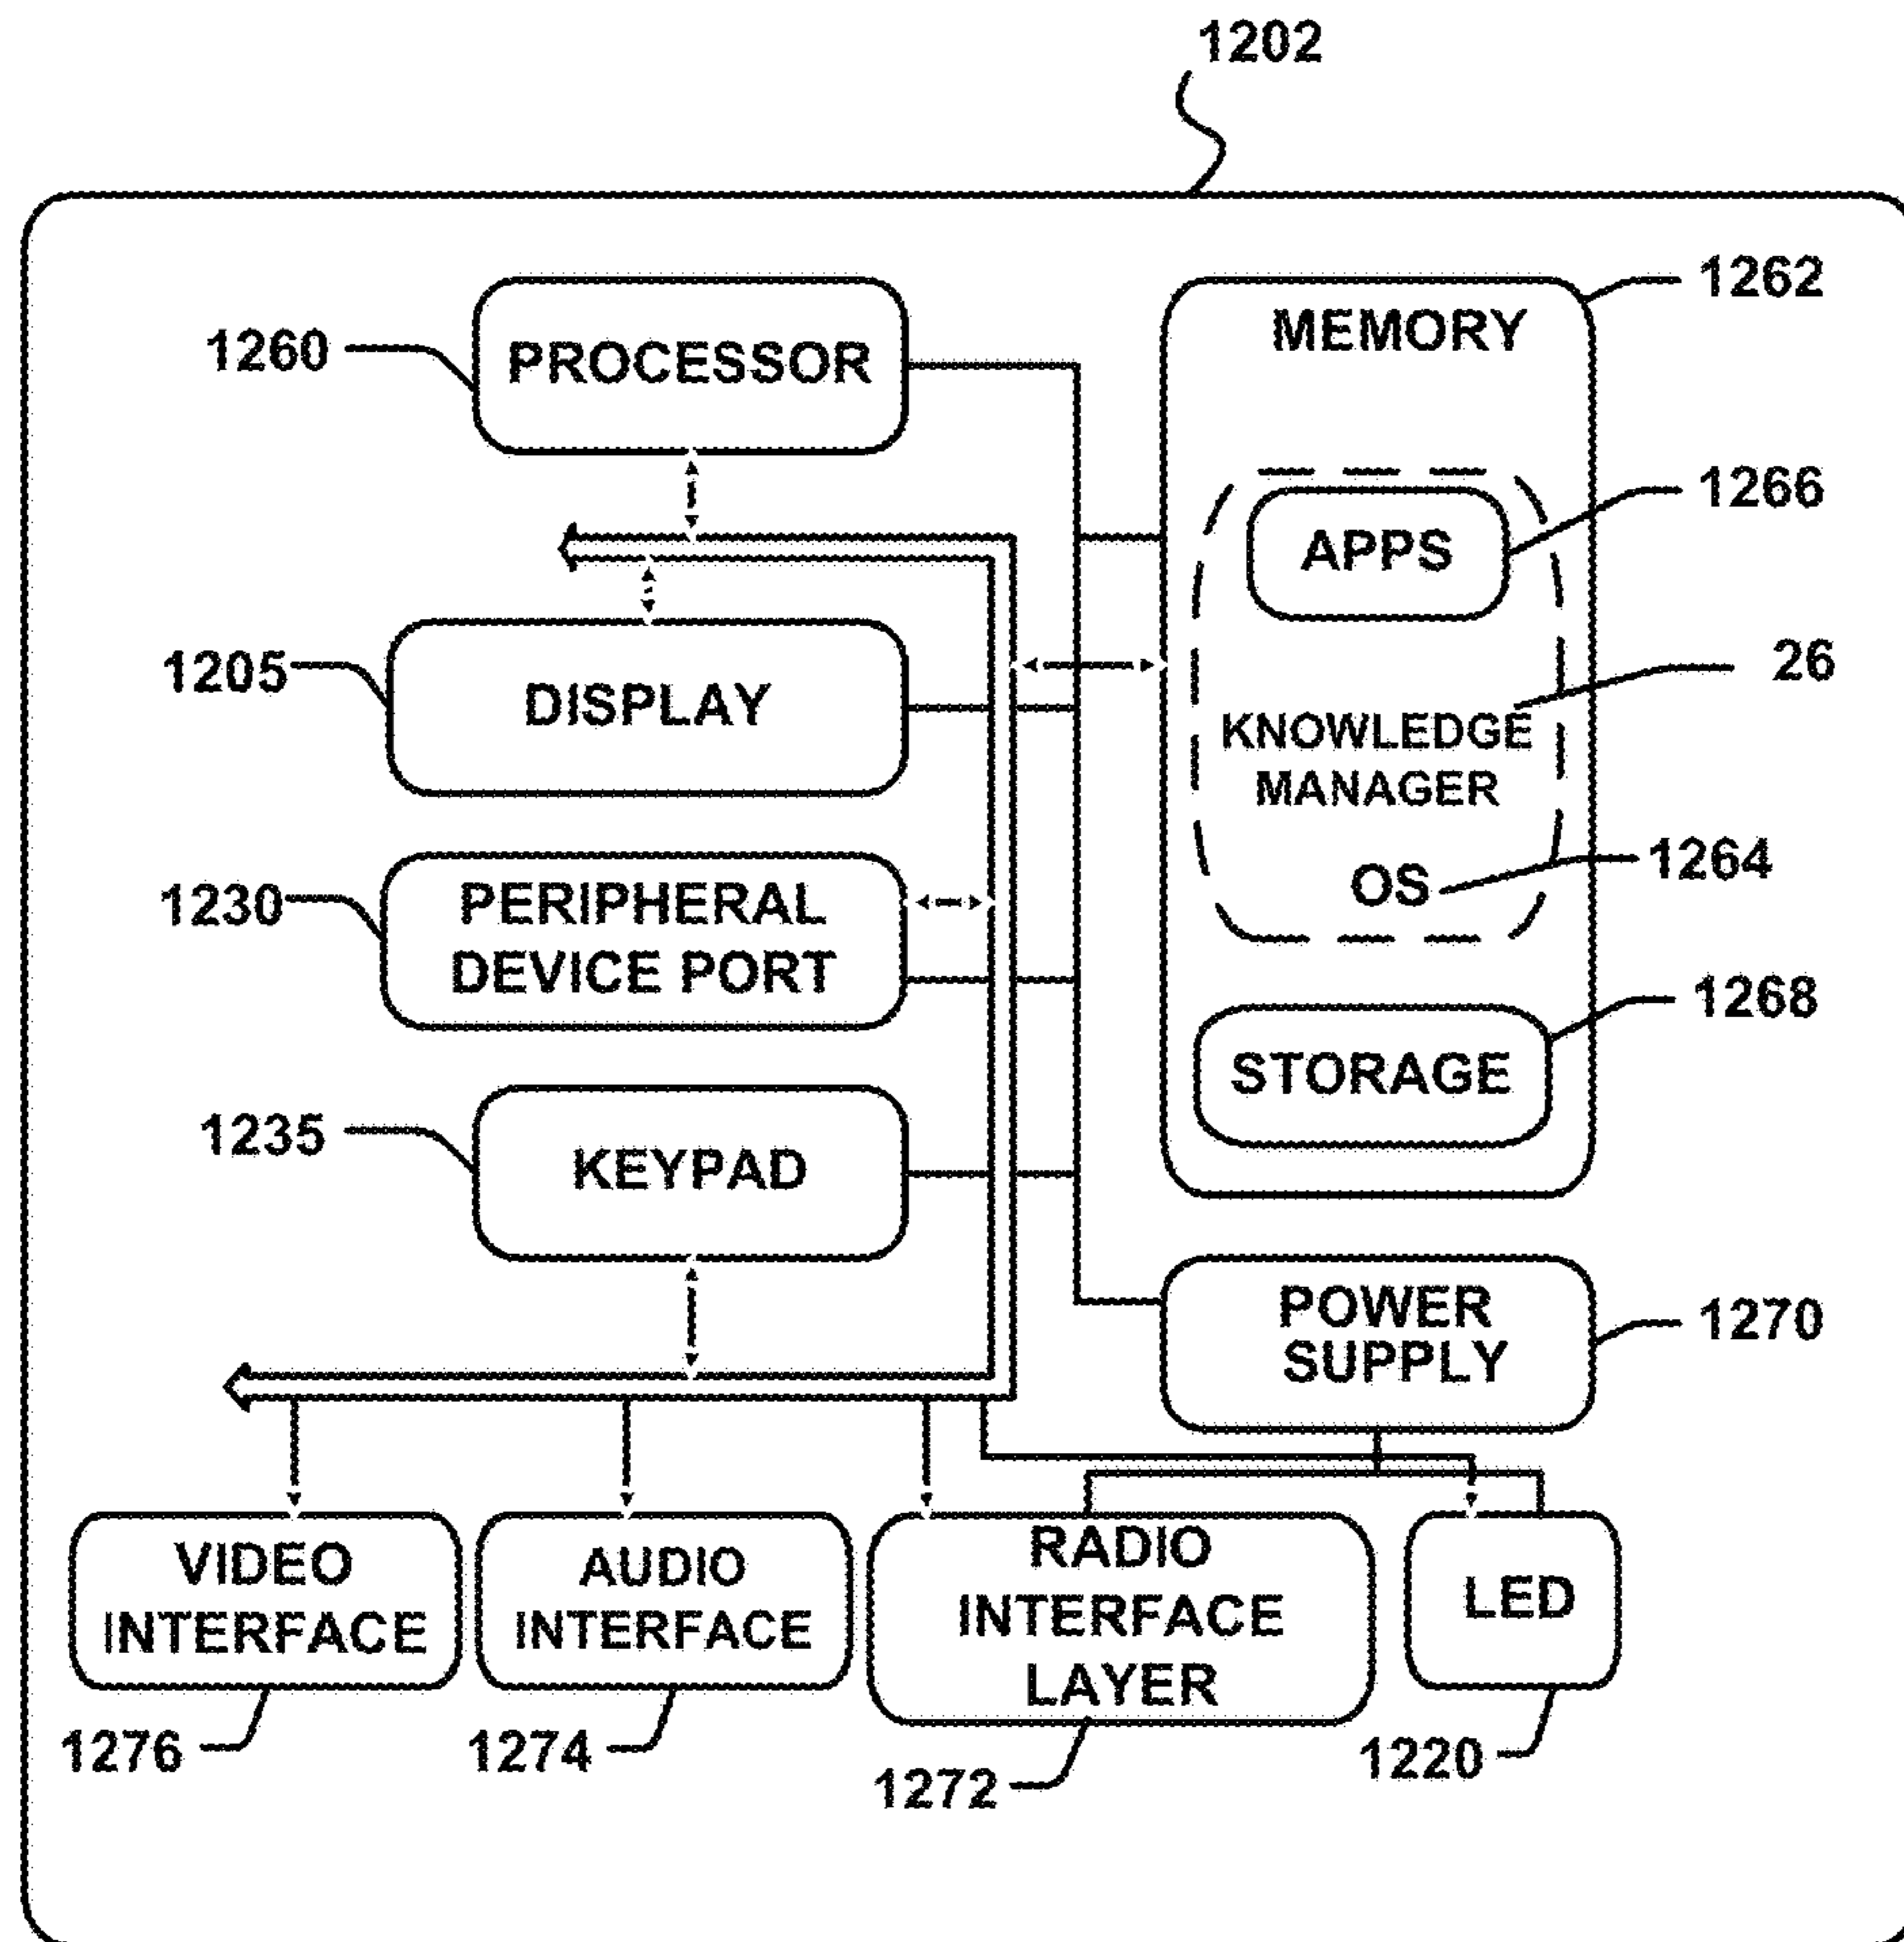 1202
1260
PROCESSOR
MEMORY
1262
APPS
1266
1205
DISPLAY
KNOWLEDGE
MANAGER
26
1230
PERIPHERAL
DEVICE PORT
OS
1264
1235
KEYPAD
STORAGE
1268
POWER
SUPPLY
1270
VIDEO
INTERFACE
AUDIO
INTERFACE
RADIO
INTERFACE
LAYER
LED
1276
1274
1272
1220